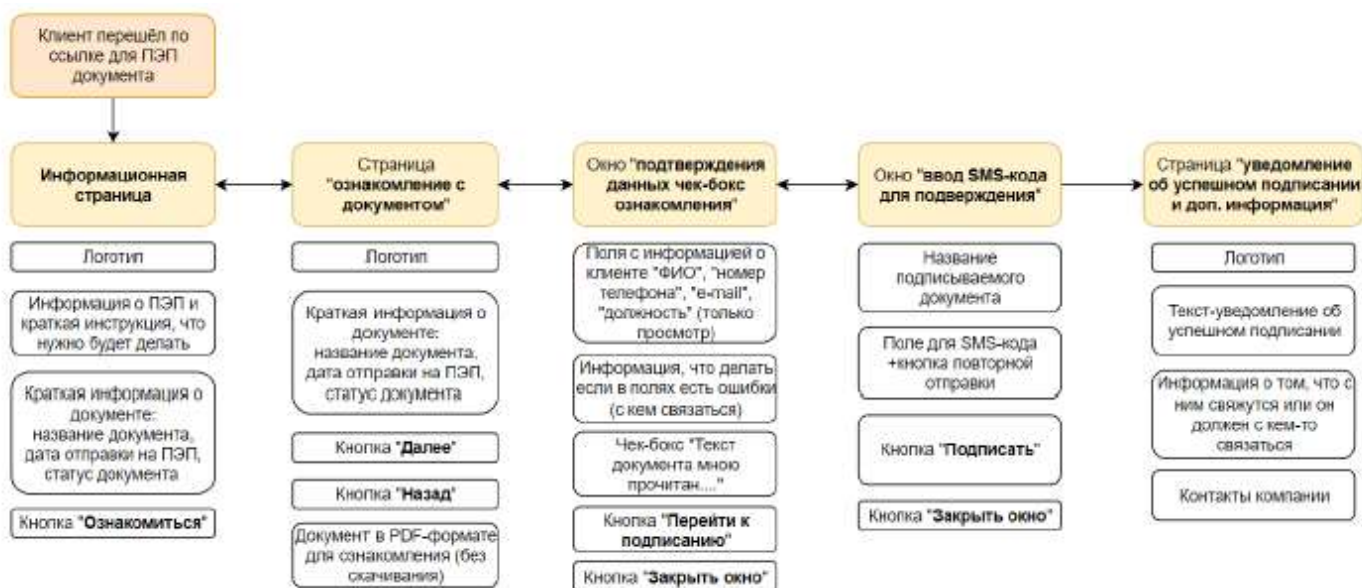 Клиент перешёл по
ссылке для ПЭП
документа
Информационная
страница
Логотип
Информация о ПЭП и
краткая инструкция, что
нужно будет делать
Краткая информация о
документе:
название документа,
дата отправки на ПЭП,
статус документа
Кнопка "Ознакомиться"
Страница
"ознакомление с
документом"
Логотип
Краткая информация о
документе:
название документа,
дата отправки на ПЭП,
статус документа
Кнопка "Далее"
Кнопка "Назад"
Документ в PDF-формате
для ознакомления (без
скачивания)
Окно "подтверждения
данных чек-бокс
ознакомления"
Поля с информацией о
клиенте "ФИО", "номер
телефона", "e-mail",
"должность" (только
просмотр)
Информация, что делать
если в полях есть ошибки
(с кем связаться)
Чек-бокс "Текст
документа мною
прочитан...."
Кнопка "Перейти к
подписанию"
Кнопка "Закрыть окно"
Окно "ввод SMS-кода
для подверждения"
Название
подписываемого
документа
Поле для SMS-кода
+кнопка повторной
отправки
Кнопка "Подписать"
Кнопка "Закрыть окно"
Страница "уведомление
об успешном подписании
и доп. информация"
Логотип
Текст-уведомление об
успешном подписании
Информация о том, что с
ним свяжутся или он
должен с кем-то
связаться
Контакты компании